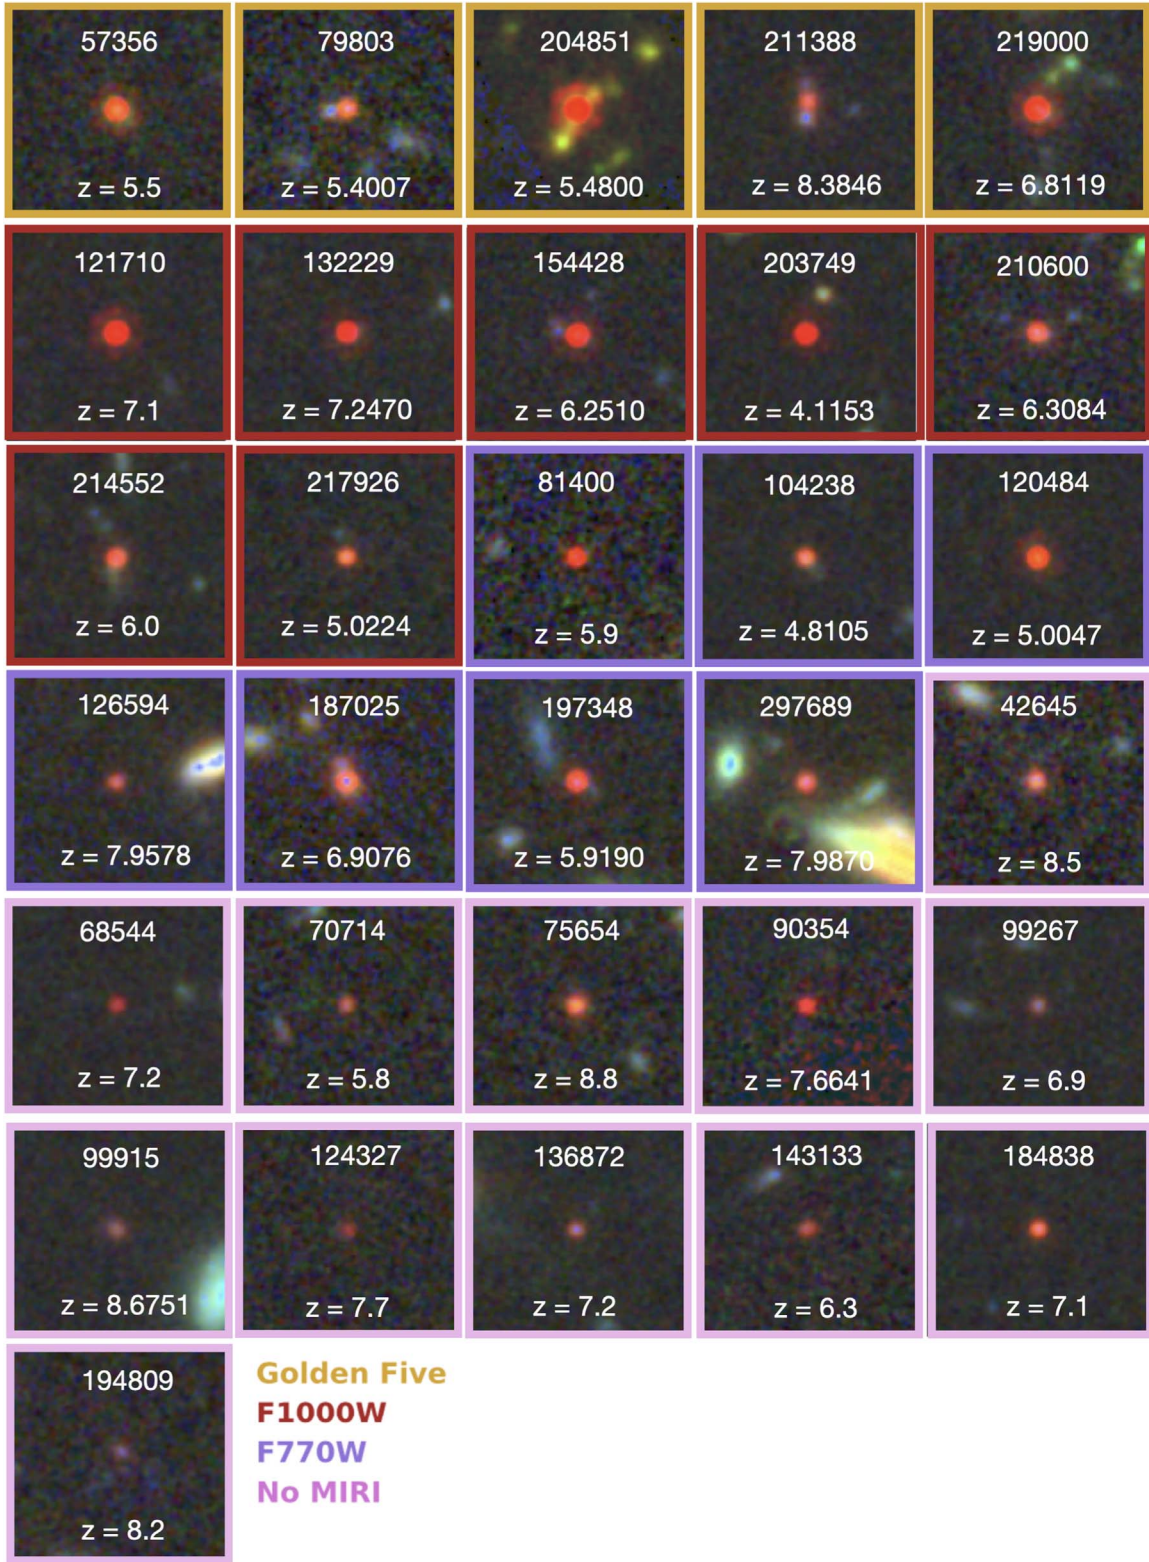 57356
79803
204851
211388
219000
z = 5.5
z = 5.4007
z = 5.4800
z = 8.3846
z = 6.8119
121710
132229
154428
203749
210600
z = 7.1
z = 7.2470
z = 6.2510
z = 4.1153
z = 6.3084
214552
217926
81400
104238
120484
z = 6.0
z = 5.0224
z = 5.9
z = 4.8105
z = 5.0047
126594
187025
197348
297689
42645
z = 7.9578
z = 6.9076
z = 5.9190
z = 7.9870
z = 8.5
68544
70714
75654
90354
99267
z = 7.2
z = 5.8
z = 8.8
z = 7.6641
z = 6.9
99915
124327
136872
143133
184838
z = 8.6751
z = 7.7
z = 7.2
z = 6.3
z = 7.1
194809
z = 8.2
Golden Five
F1000W
F770W
No MIRI